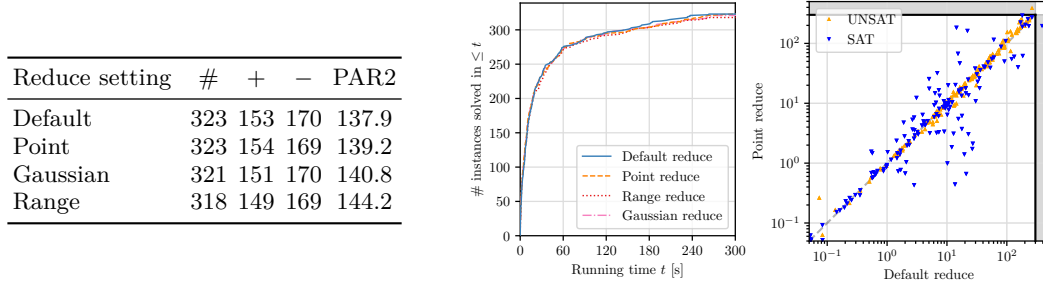 Reduce setting # + − PAR2
Default 323 153 170 137.9
Point 323 154 169 139.2
Gaussian 321 151 170 140.8
Range 318 149 169 144.2
# instances solved in ≤ t
300
250
200
150
100
50
0
Default reduce
Point reduce
Range reduce
Gaussian reduce
0 60 120 180 240 300
Running time t [s]
Point reduce
10²
10¹
10⁰
10⁻¹
UNSAT
SAT
10⁻¹ 10⁰ 10¹ 10²
Default reduce